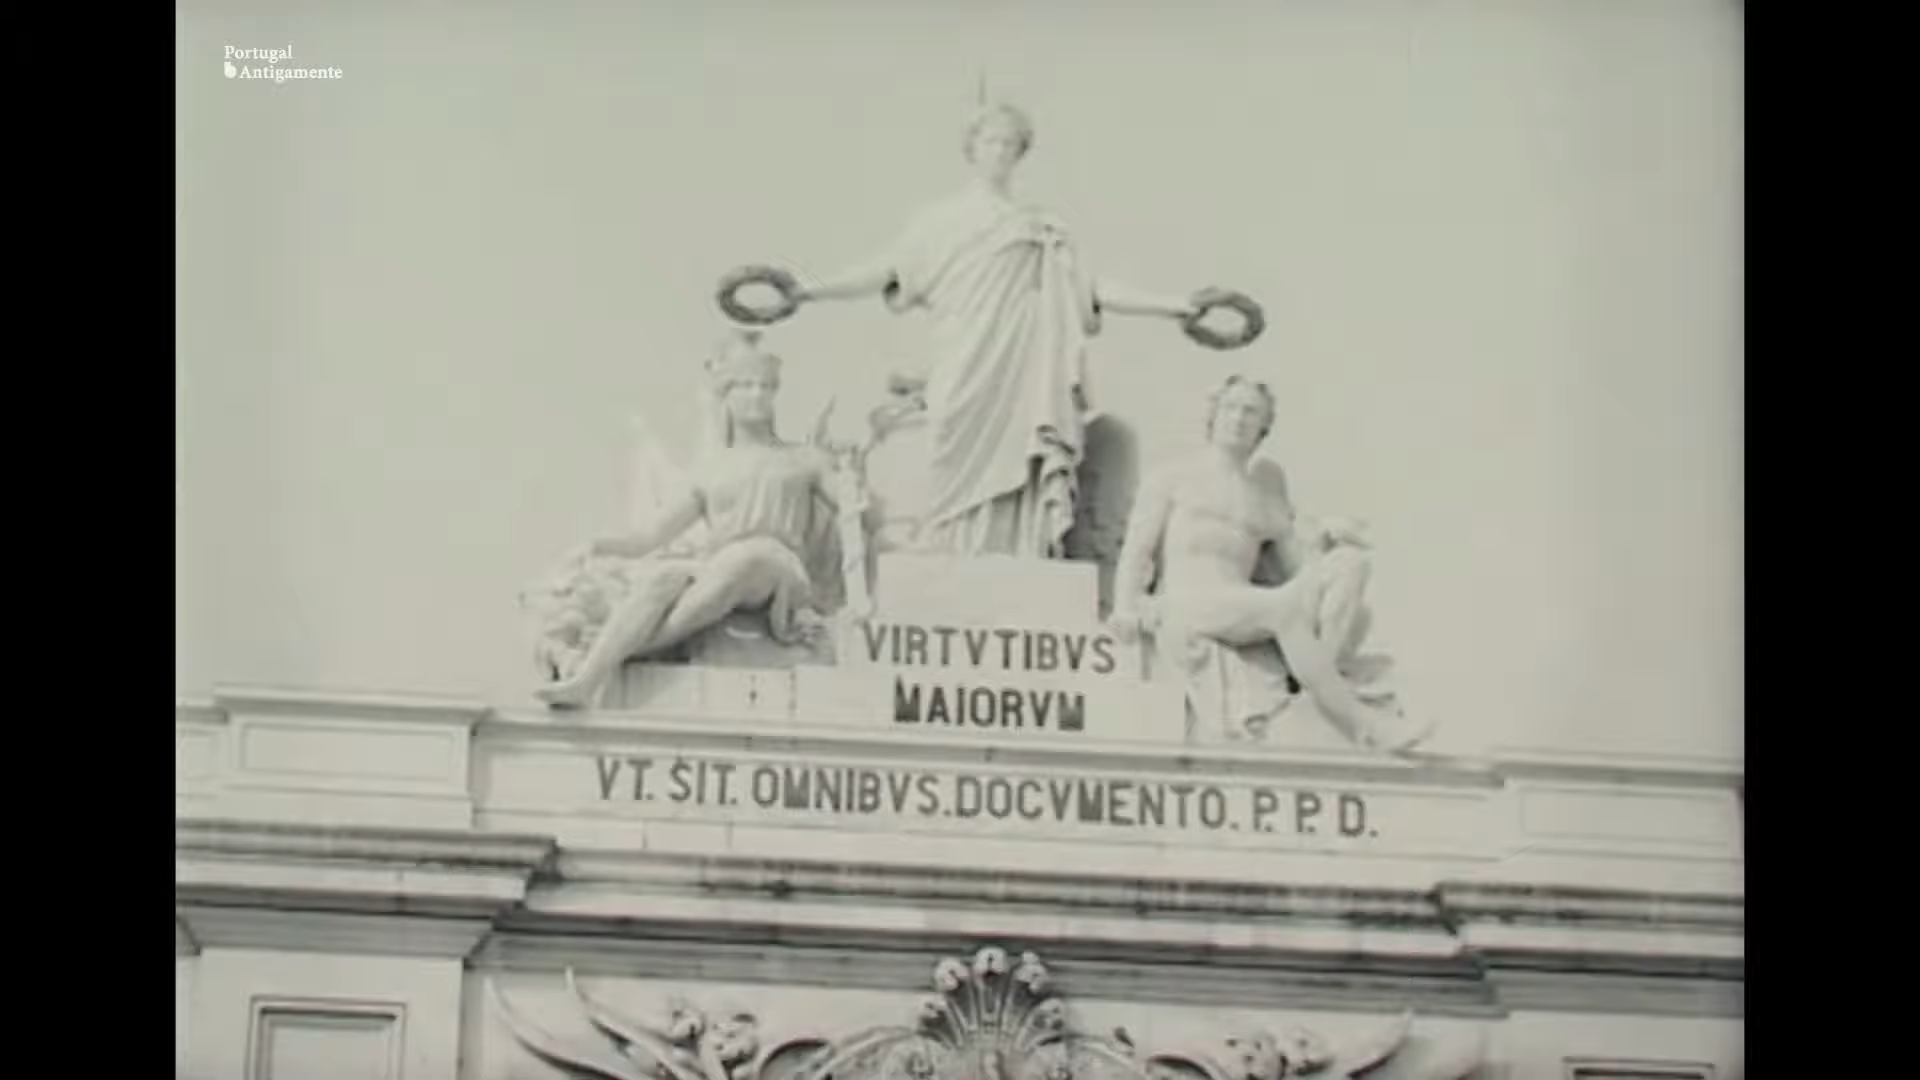 Portugal
Antigamente
VIRTVTIBVS
MAIORVM
VT. SIT. OMNIBVS. DOCVMENTO. P. P. D.